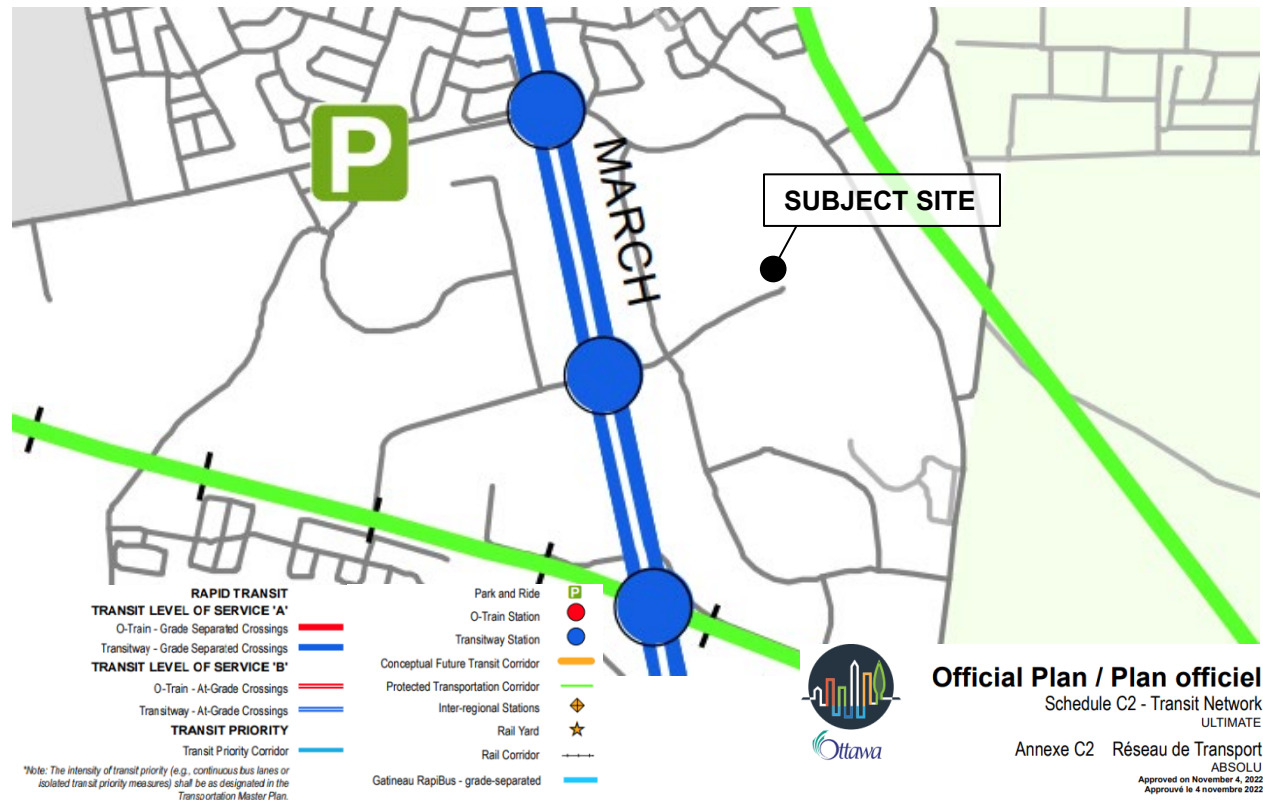 P
MARCH
SUBJECT SITE
RAPID TRANSIT
TRANSIT LEVEL OF SERVICE 'A'
O-Train - Grade Separated Crossings
Transitway - Grade Separated Crossings
TRANSIT LEVEL OF SERVICE 'B'
O-Train - At-Grade Crossings
Transitway - At-Grade Crossings
TRANSIT PRIORITY
Transit Priority Corridor
*Note: The intensity of transit priority (e.g., continuous bus lanes or
isolated transit priority measures) shall be as designated in the
Transportation Master Plan.
Park and Ride P
O-Train Station
Transitway Station
Conceptual Future Transit Corridor
Protected Transportation Corridor
Inter-regional Stations
Rail Yard
Rail Corridor
Gatineau RapiBus - grade-separated
Ottawa
Official Plan / Plan officiel
Schedule C2 - Transit Network
ULTIMATE
Annexe C2 Réseau de Transport
ABSOLU
Approved on November 4, 2022
Approuvé le 4 novembre 2022